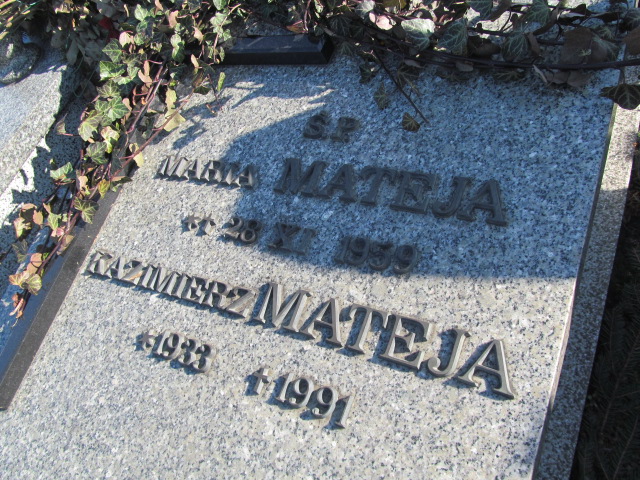 Ś.P.
MARIA MATEJA
* r. 28 XI 1959
KAZIMIERZ MATEJA
* 1933 † 1991